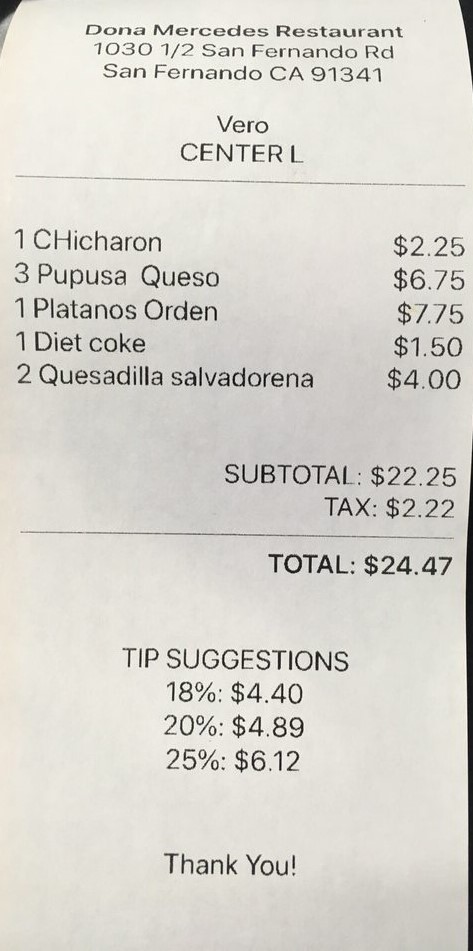 Dona Mercedes Restaurant
1030 1/2 San Fernando Rd
San Fernando CA 91341
Vero
CENTER L
1 CHicharon $2.25
3 Pupusa Queso $6.75
1 Platanos Orden $7.75
1 Diet coke $1.50
2 Quesadilla salvadorena $4.00
SUBTOTAL: $22.25
TAX: $2.22
TOTAL: $24.47
TIP SUGGESTIONS
18%: $4.40
20%: $4.89
25%: $6.12
Thank You!